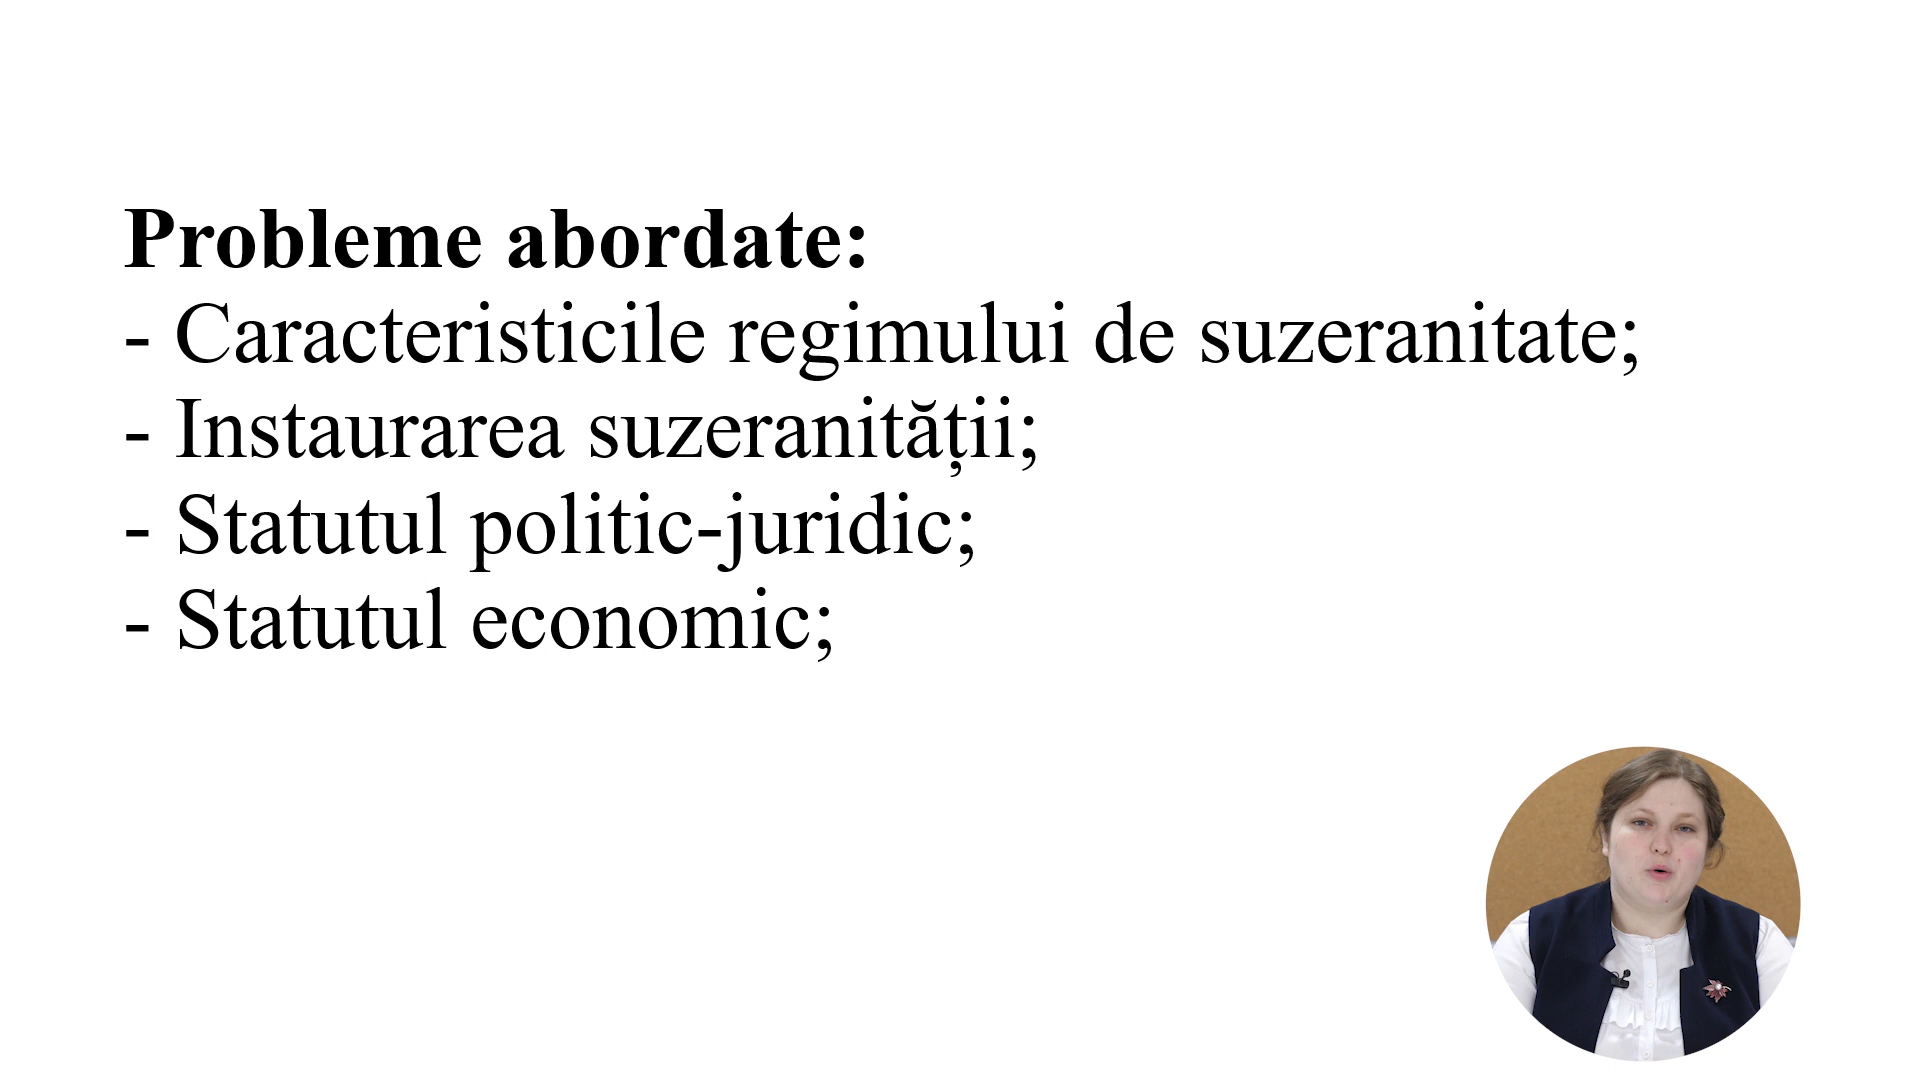 Probleme abordate:
- Caracteristicile regimului de suzeranitate;
- Instaurarea suzeranității;
- Statutul politic-juridic;
- Statutul economic;